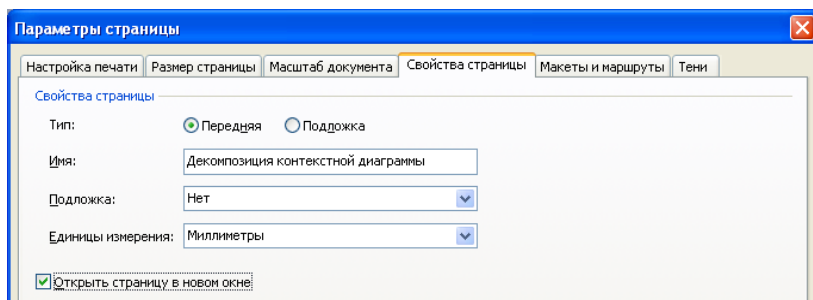 Параметры страницы
Настройка печати Размер страницы Масштаб документа Свойства страницы Макеты и маршруты Тени
Свойства страницы
Тип: Передняя Подложка
Имя: Декомпозиция контекстной диаграммы
Подложка: Нет
Единицы измерения: Миллиметры
Открыть страницу в новом окне